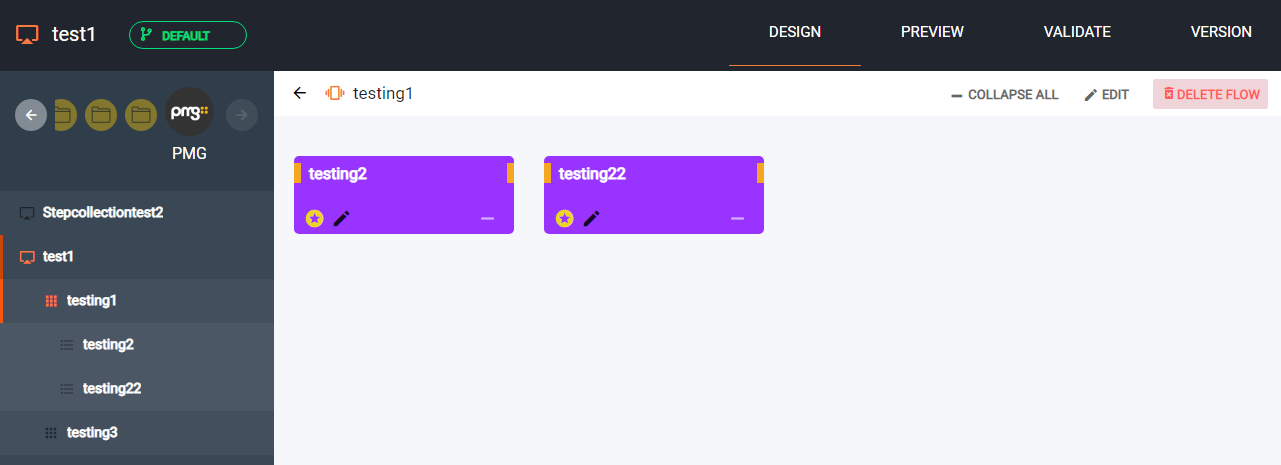 test1
DEFAULT
DESIGN
PREVIEW
VALIDATE
VERSION
pmg
PMG
Stepcollectiontest2
test1
testing1
testing2
testing22
testing3
testing1
COLLAPSE ALL
EDIT
DELETE FLOW
testing2
testing22